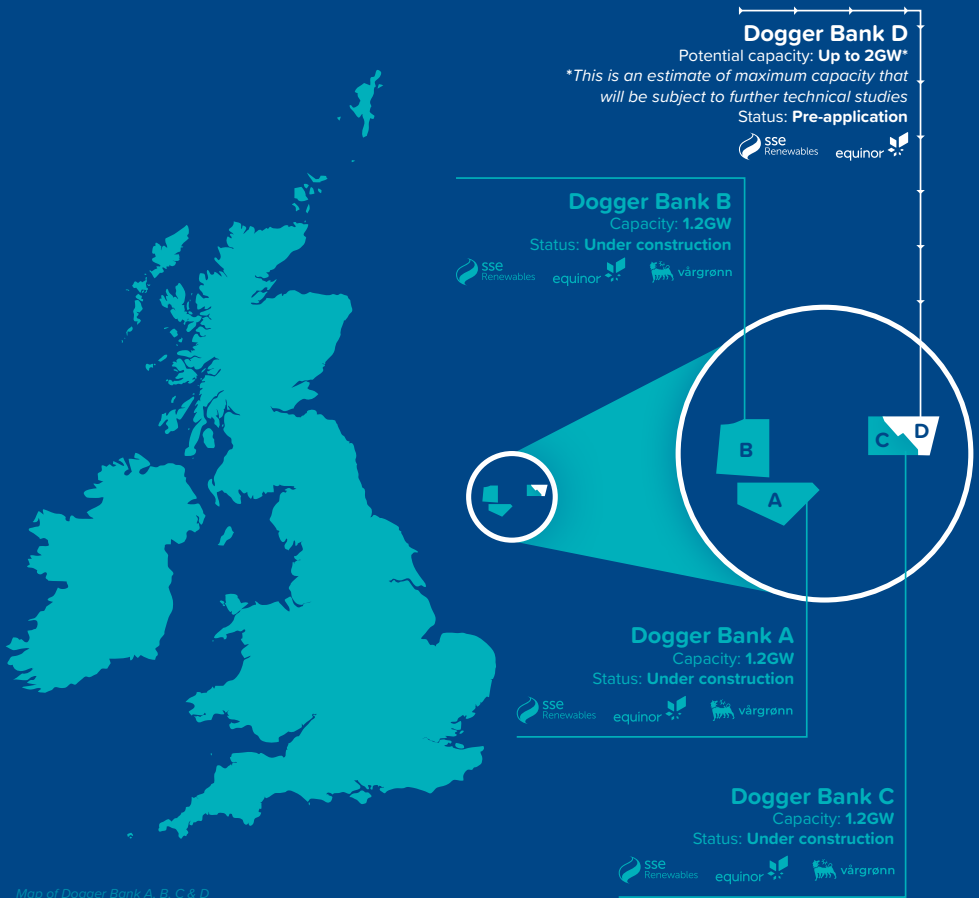 Dogger Bank D
Potential capacity: Up to 2GW*
*This is an estimate of maximum capacity that
will be subject to further technical studies
Status: Pre-application
sse
Renewables
equinor
Dogger Bank B
Capacity: 1.2GW
Status: Under construction
sse
Renewables
equinor
vårgrønn
B
C
D
A
Dogger Bank A
Capacity: 1.2GW
Status: Under construction
sse
Renewables
equinor
vårgrønn
Dogger Bank C
Capacity: 1.2GW
Status: Under construction
sse
Renewables
equinor
vårgrønn
Map of Dogger Bank A, B, C & D